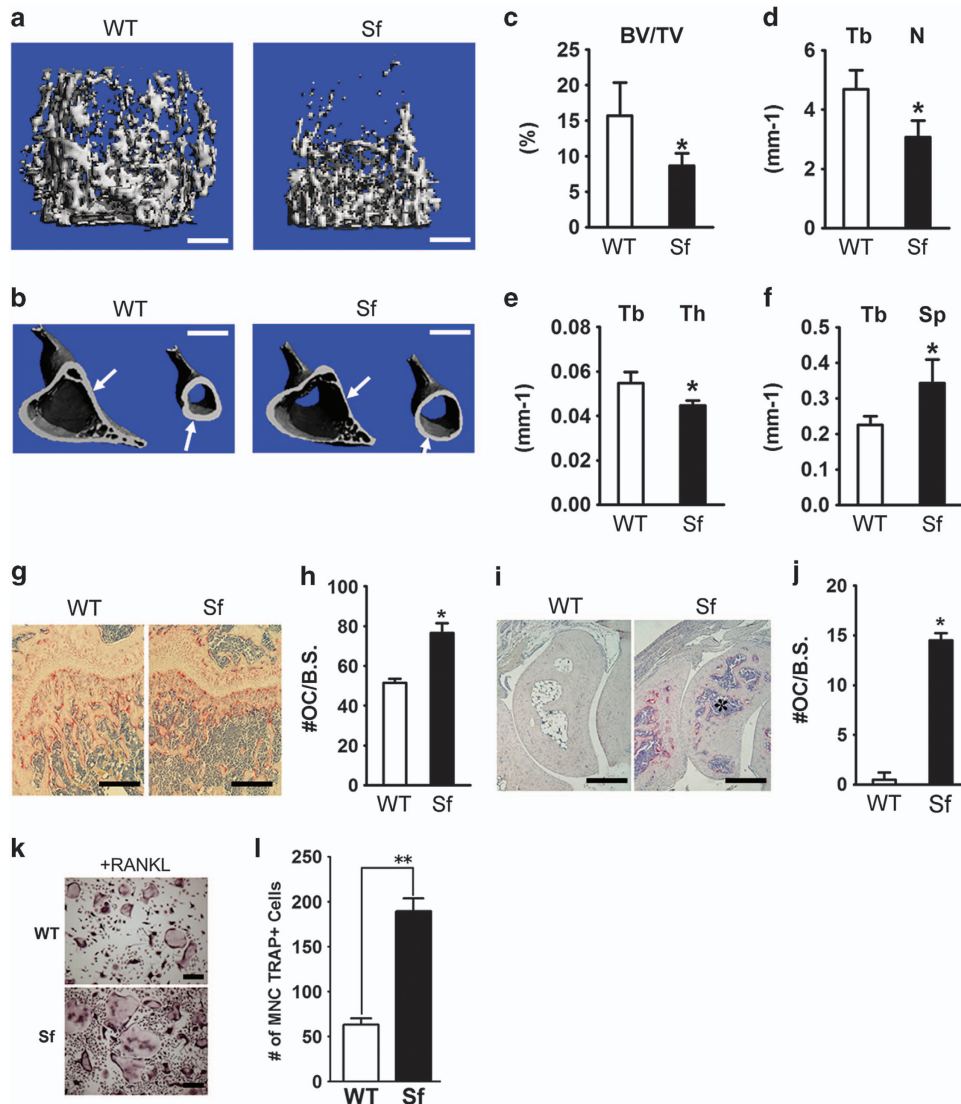 a
WT
Sf
b
WT
Sf
c
BV/TV
25
20
15
10
5
0
(%)
*
WT
Sf
d
Tb N
6
4
2
0
(mm-1)
*
WT
Sf
e
Tb Th
0.08
0.06
0.04
0.02
0.00
(mm-1)
*
WT
Sf
f
Tb Sp
0.5
0.4
0.3
0.2
0.1
0.0
(mm-1)
*
WT
Sf
g
WT
Sf
h
100
80
60
40
20
0
#OC/B.S.
*
WT
Sf
i
WT
Sf
*
j
20
15
10
5
0
#OC/B.S.
*
WT
Sf
k
+RANKL
WT
Sf
l
250
200
150
100
50
0
# of MNC TRAP+ Cells
**
WT
Sf